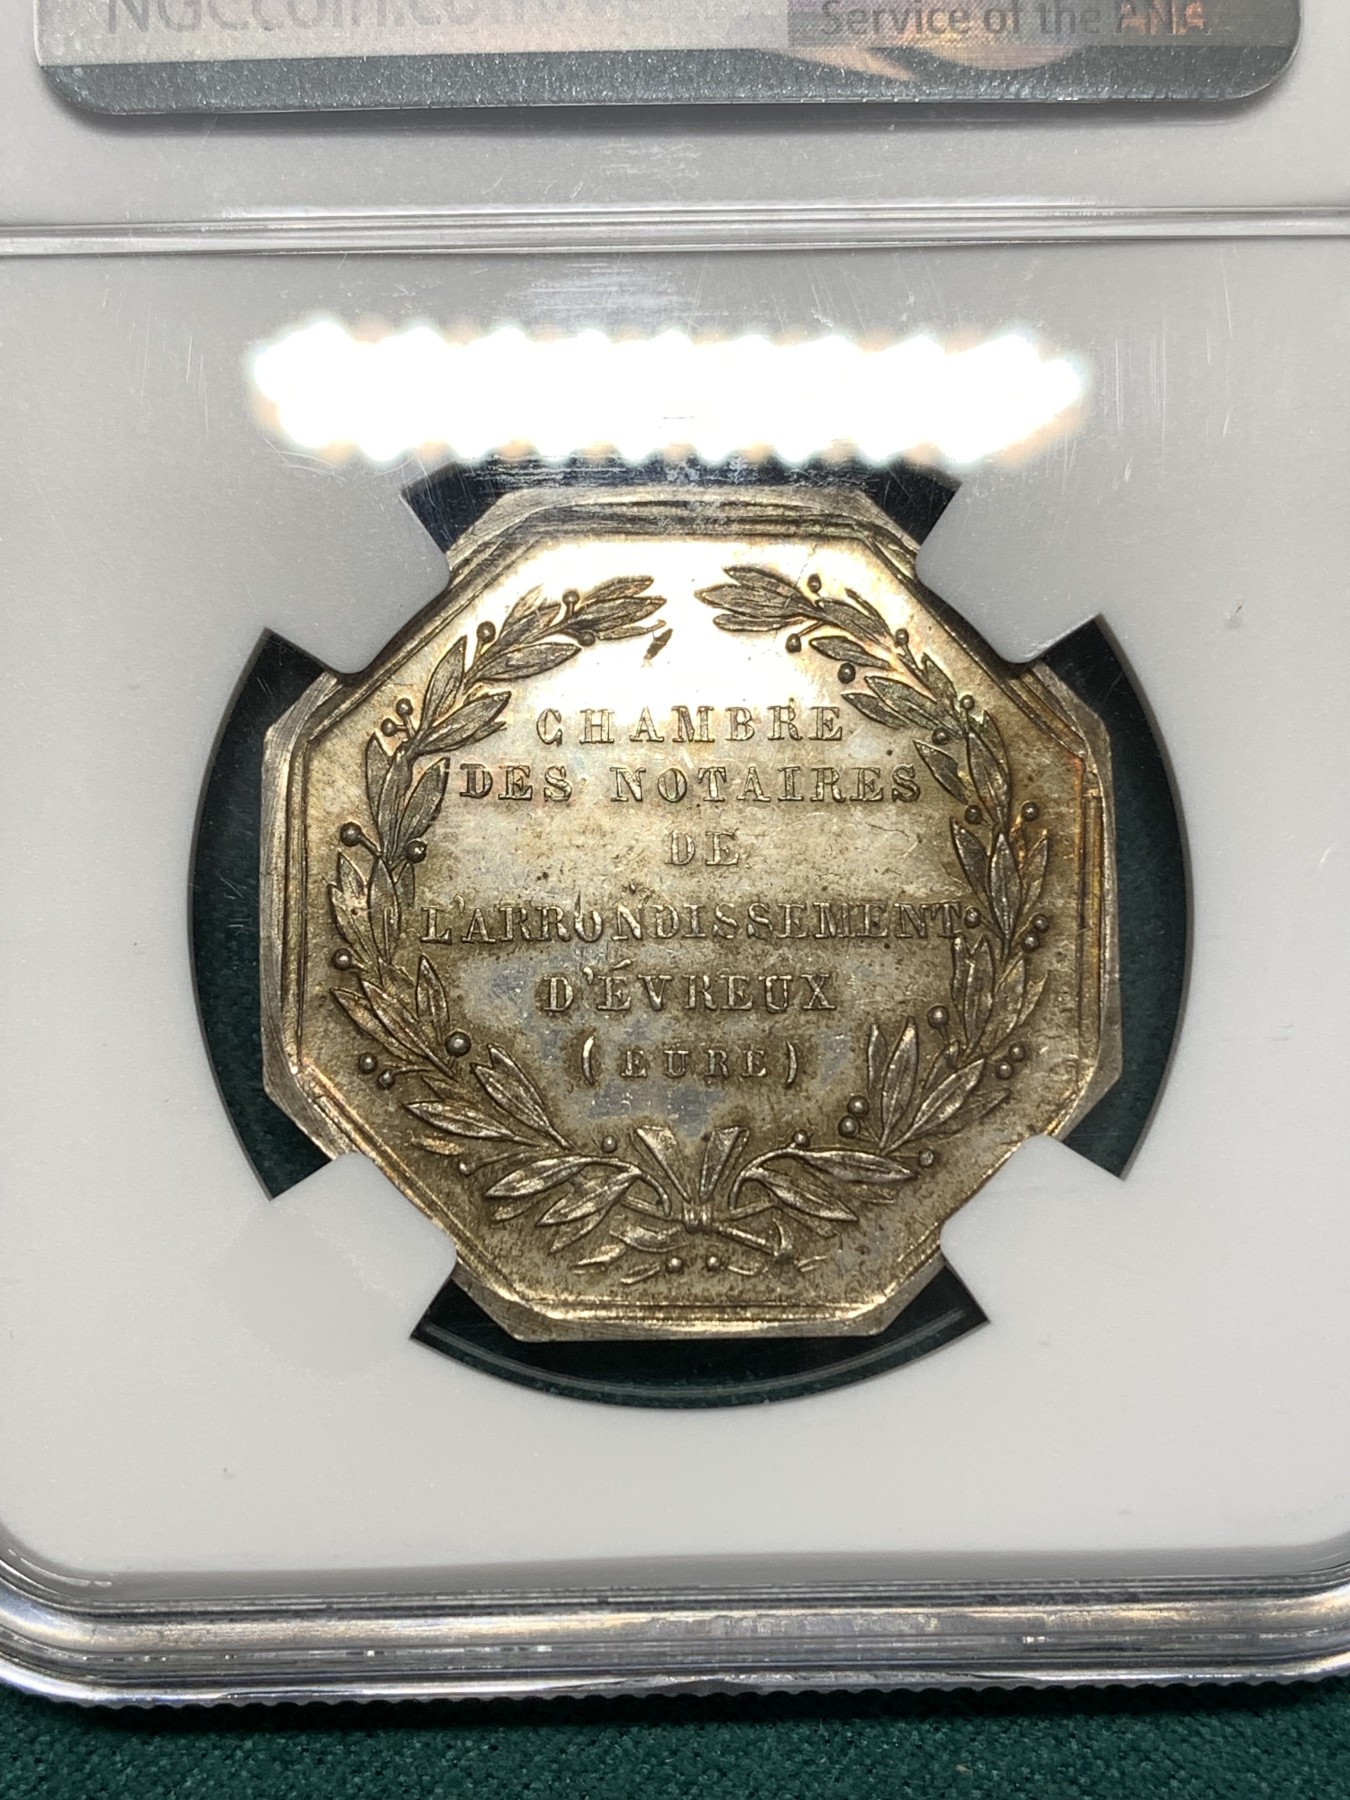 Service of the ANA
CHAMBRE
DES NOTAIRES
DE
L'ARRONDISSEMENT
D'ÉVREUX
(EURE)